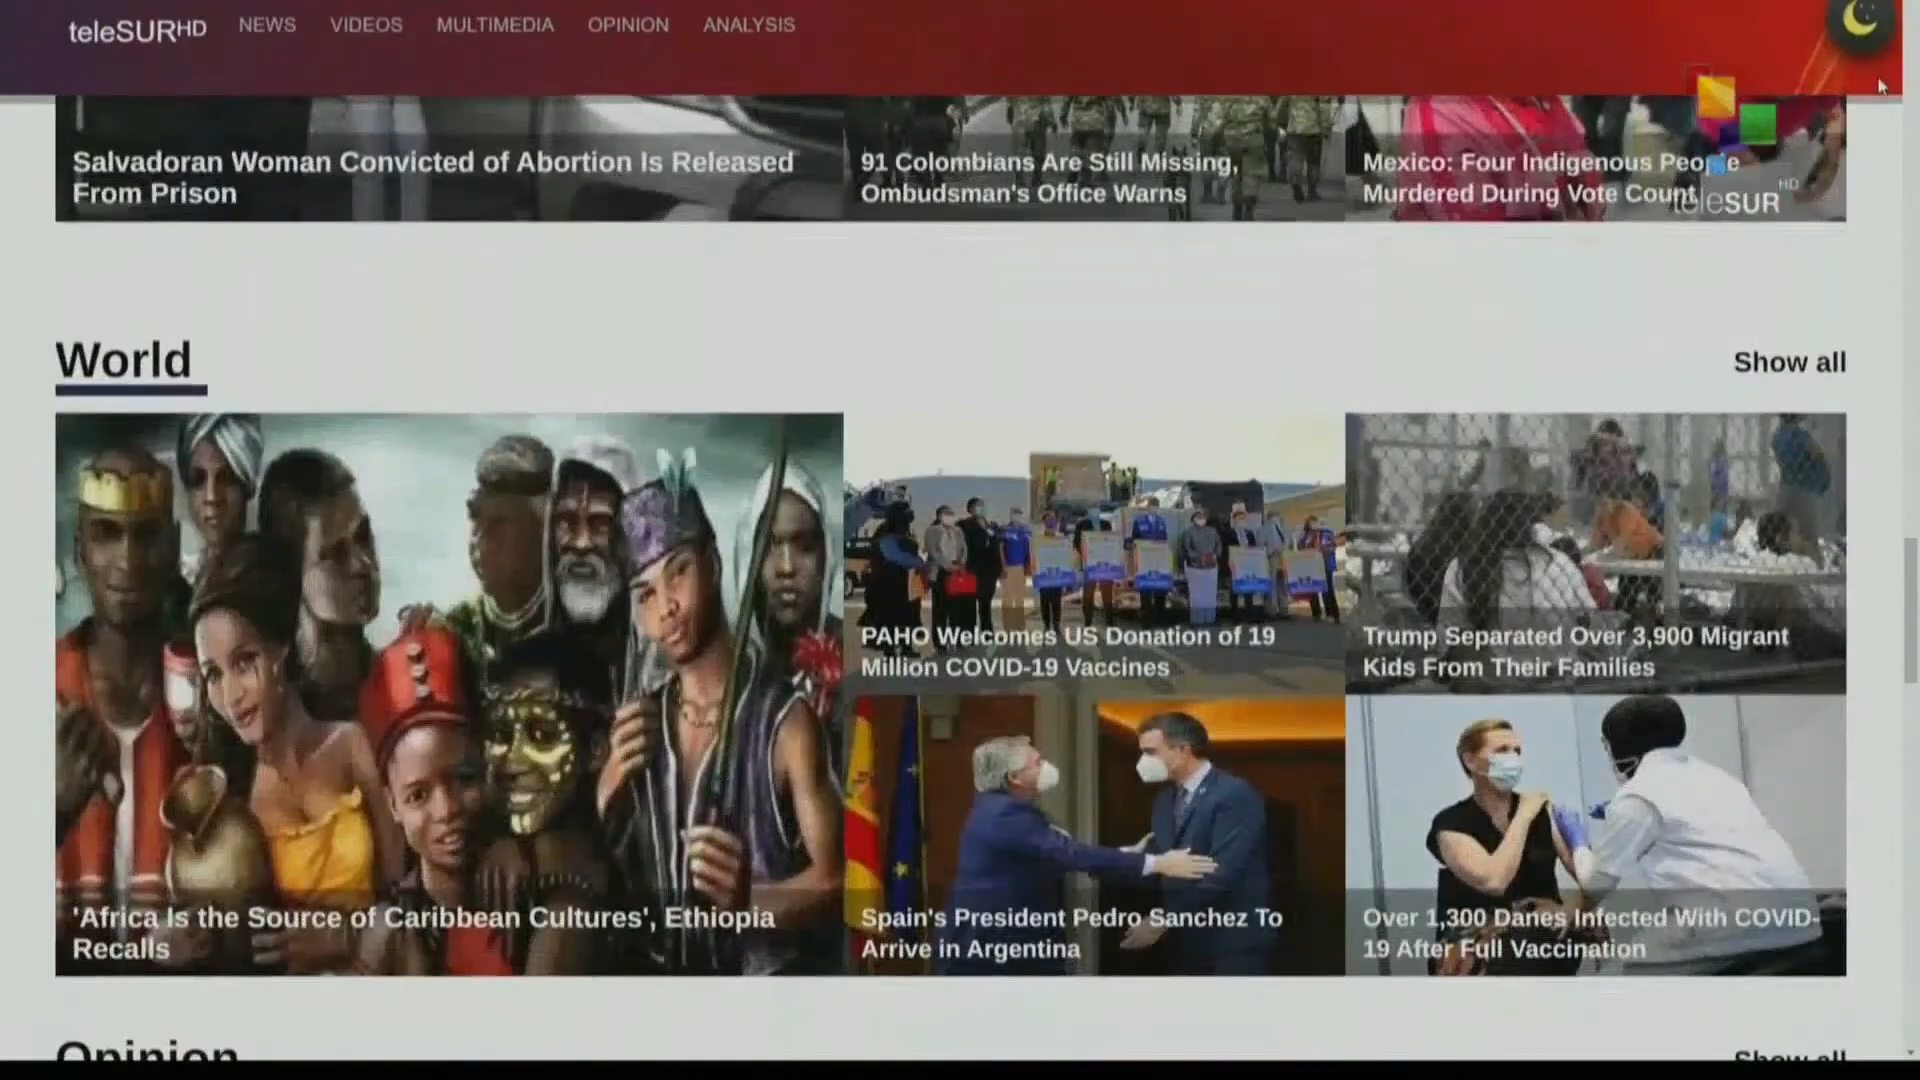 teleSURHD NEWS VIDEOS MULTIMEDIA OPINION ANALYSIS
Salvadoran Woman Convicted of Abortion Is Released
From Prison
91 Colombians Are Still Missing,
Ombudsman's Office Warns
Mexico: Four Indigenous People
Murdered During Vote Count
teleSUR HD
World
Show all
'Africa Is the Source of Caribbean Cultures', Ethiopia
Recalls
PAHO Welcomes US Donation of 19
Million COVID-19 Vaccines
Trump Separated Over 3,900 Migrant
Kids From Their Families
Spain's President Pedro Sanchez To
Arrive in Argentina
Over 1,300 Danes Infected With COVID-
19 After Full Vaccination
Opinion
Show all